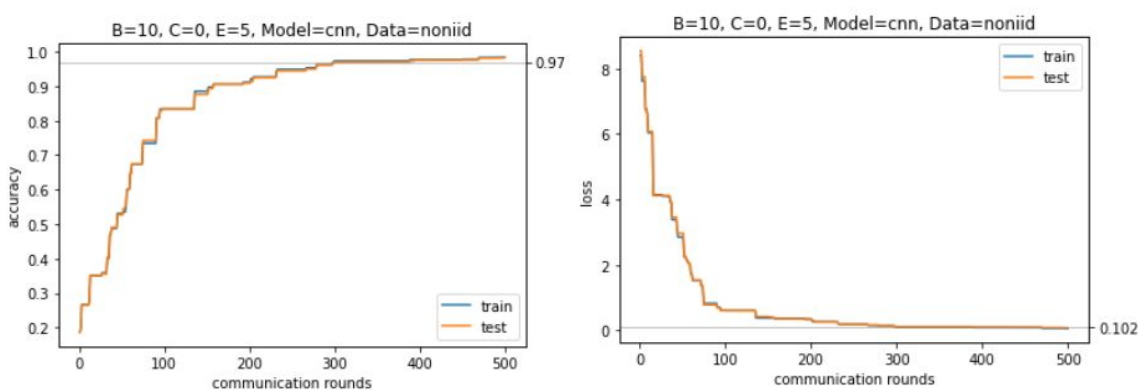 B=10, C=0, E=5, Model=cnn, Data=noniid
1.0
0.9
0.8
0.7
0.6
0.5
0.4
0.3
0.2
accuracy
0.97
train
test
0 100 200 300 400 500
communication rounds
B=10, C=0, E=5, Model=cnn, Data=noniid
8
6
4
2
0
loss
train
test
0.102
0 100 200 300 400 500
communication rounds